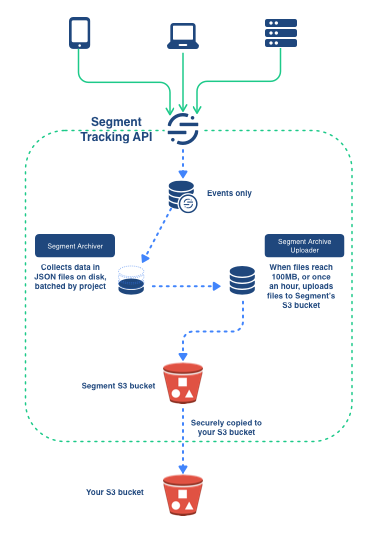 Segment
Tracking API
Events only
Segment Archiver
Collects data in
JSON files on disk,
batched by project
Segment Archive
Uploader
When files reach
100MB, or once
an hour, uploads
files to Segment's
S3 bucket
Segment S3 bucket
Securely copied to
your S3 bucket
Your S3 bucket